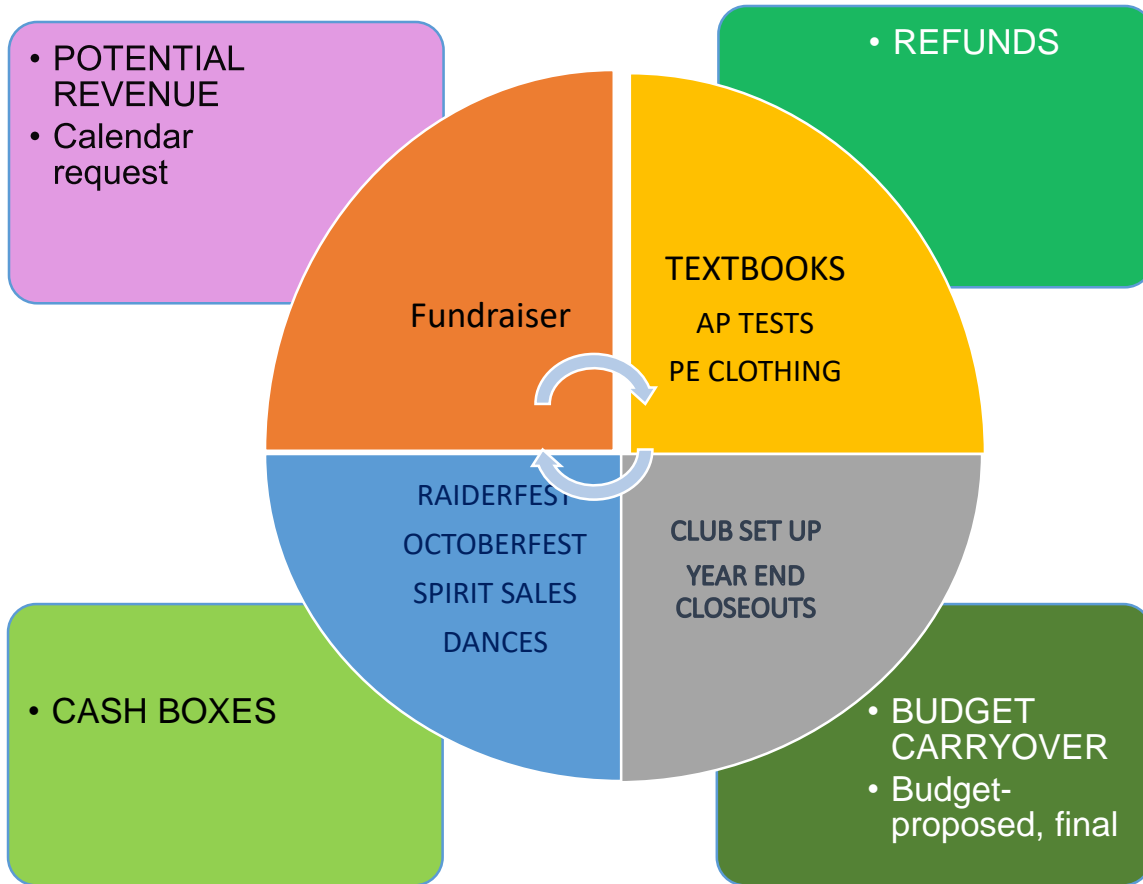 • POTENTIAL
REVENUE
• Calendar
request
• REFUNDS
Fundraiser
TEXTBOOKS
AP TESTS
PE CLOTHING
RAIDERFEST
OCTOBERFEST
SPIRIT SALES
DANCES
CLUB SET UP
YEAR END
CLOSEOUTS
• CASH BOXES
• BUDGET
CARRYOVER
• Budget-
proposed, final